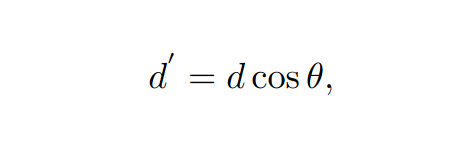 d′ = d cos θ,